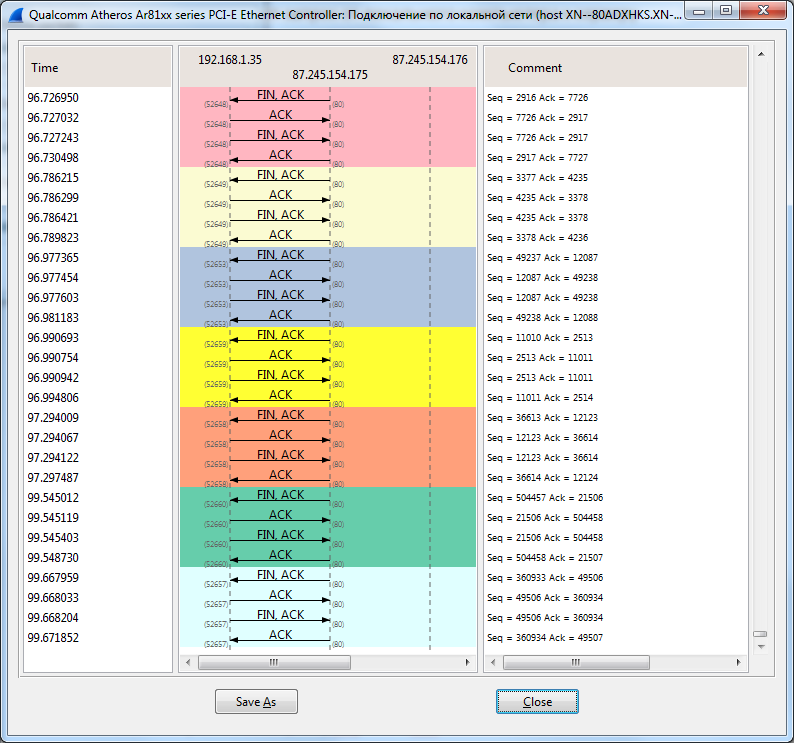 Qualcomm Atheros Ar81xx series PCI-E Ethernet Controller: Подключение по локальной сети (host XN--80ADXHKS.XN-...
Time 192.168.1.35 87.245.154.175 87.245.154.176 Comment
96.726950 FIN, ACK (52648) (80) Seq = 2916 Ack = 7726
96.727032 ACK (52648) (80) Seq = 7726 Ack = 2917
96.727243 FIN, ACK (52648) (80) Seq = 7726 Ack = 2917
96.730498 ACK (52648) (80) Seq = 2917 Ack = 7727
96.786215 FIN, ACK (52649) (80) Seq = 3377 Ack = 4235
96.786299 ACK (52649) (80) Seq = 4235 Ack = 3378
96.786421 FIN, ACK (52649) (80) Seq = 4235 Ack = 3378
96.789823 ACK (52649) (80) Seq = 3378 Ack = 4236
96.977365 FIN, ACK (52653) (80) Seq = 49237 Ack = 12087
96.977454 ACK (52653) (80) Seq = 12087 Ack = 49238
96.977603 FIN, ACK (52653) (80) Seq = 12087 Ack = 49238
96.981183 ACK (52653) (80) Seq = 49238 Ack = 12088
96.990693 FIN, ACK (52659) (80) Seq = 11010 Ack = 2513
96.990754 ACK (52659) (80) Seq = 2513 Ack = 11011
96.990942 FIN, ACK (52659) (80) Seq = 2513 Ack = 11011
96.994806 ACK (52659) (80) Seq = 11011 Ack = 2514
97.294009 FIN, ACK (52658) (80) Seq = 36613 Ack = 12123
97.294067 ACK (52658) (80) Seq = 12123 Ack = 36614
97.294122 FIN, ACK (52658) (80) Seq = 12123 Ack = 36614
97.297487 ACK (52658) (80) Seq = 36614 Ack = 12124
99.545012 FIN, ACK (52660) (80) Seq = 504457 Ack = 21506
99.545119 ACK (52660) (80) Seq = 21506 Ack = 504458
99.545403 FIN, ACK (52660) (80) Seq = 21506 Ack = 504458
99.548730 ACK (52660) (80) Seq = 504458 Ack = 21507
99.667959 FIN, ACK (52657) (80) Seq = 360933 Ack = 49506
99.668033 ACK (52657) (80) Seq = 49506 Ack = 360934
99.668204 FIN, ACK (52657) (80) Seq = 49506 Ack = 360934
99.671852 ACK (52657) (80) Seq = 360934 Ack = 49507
Save As Close